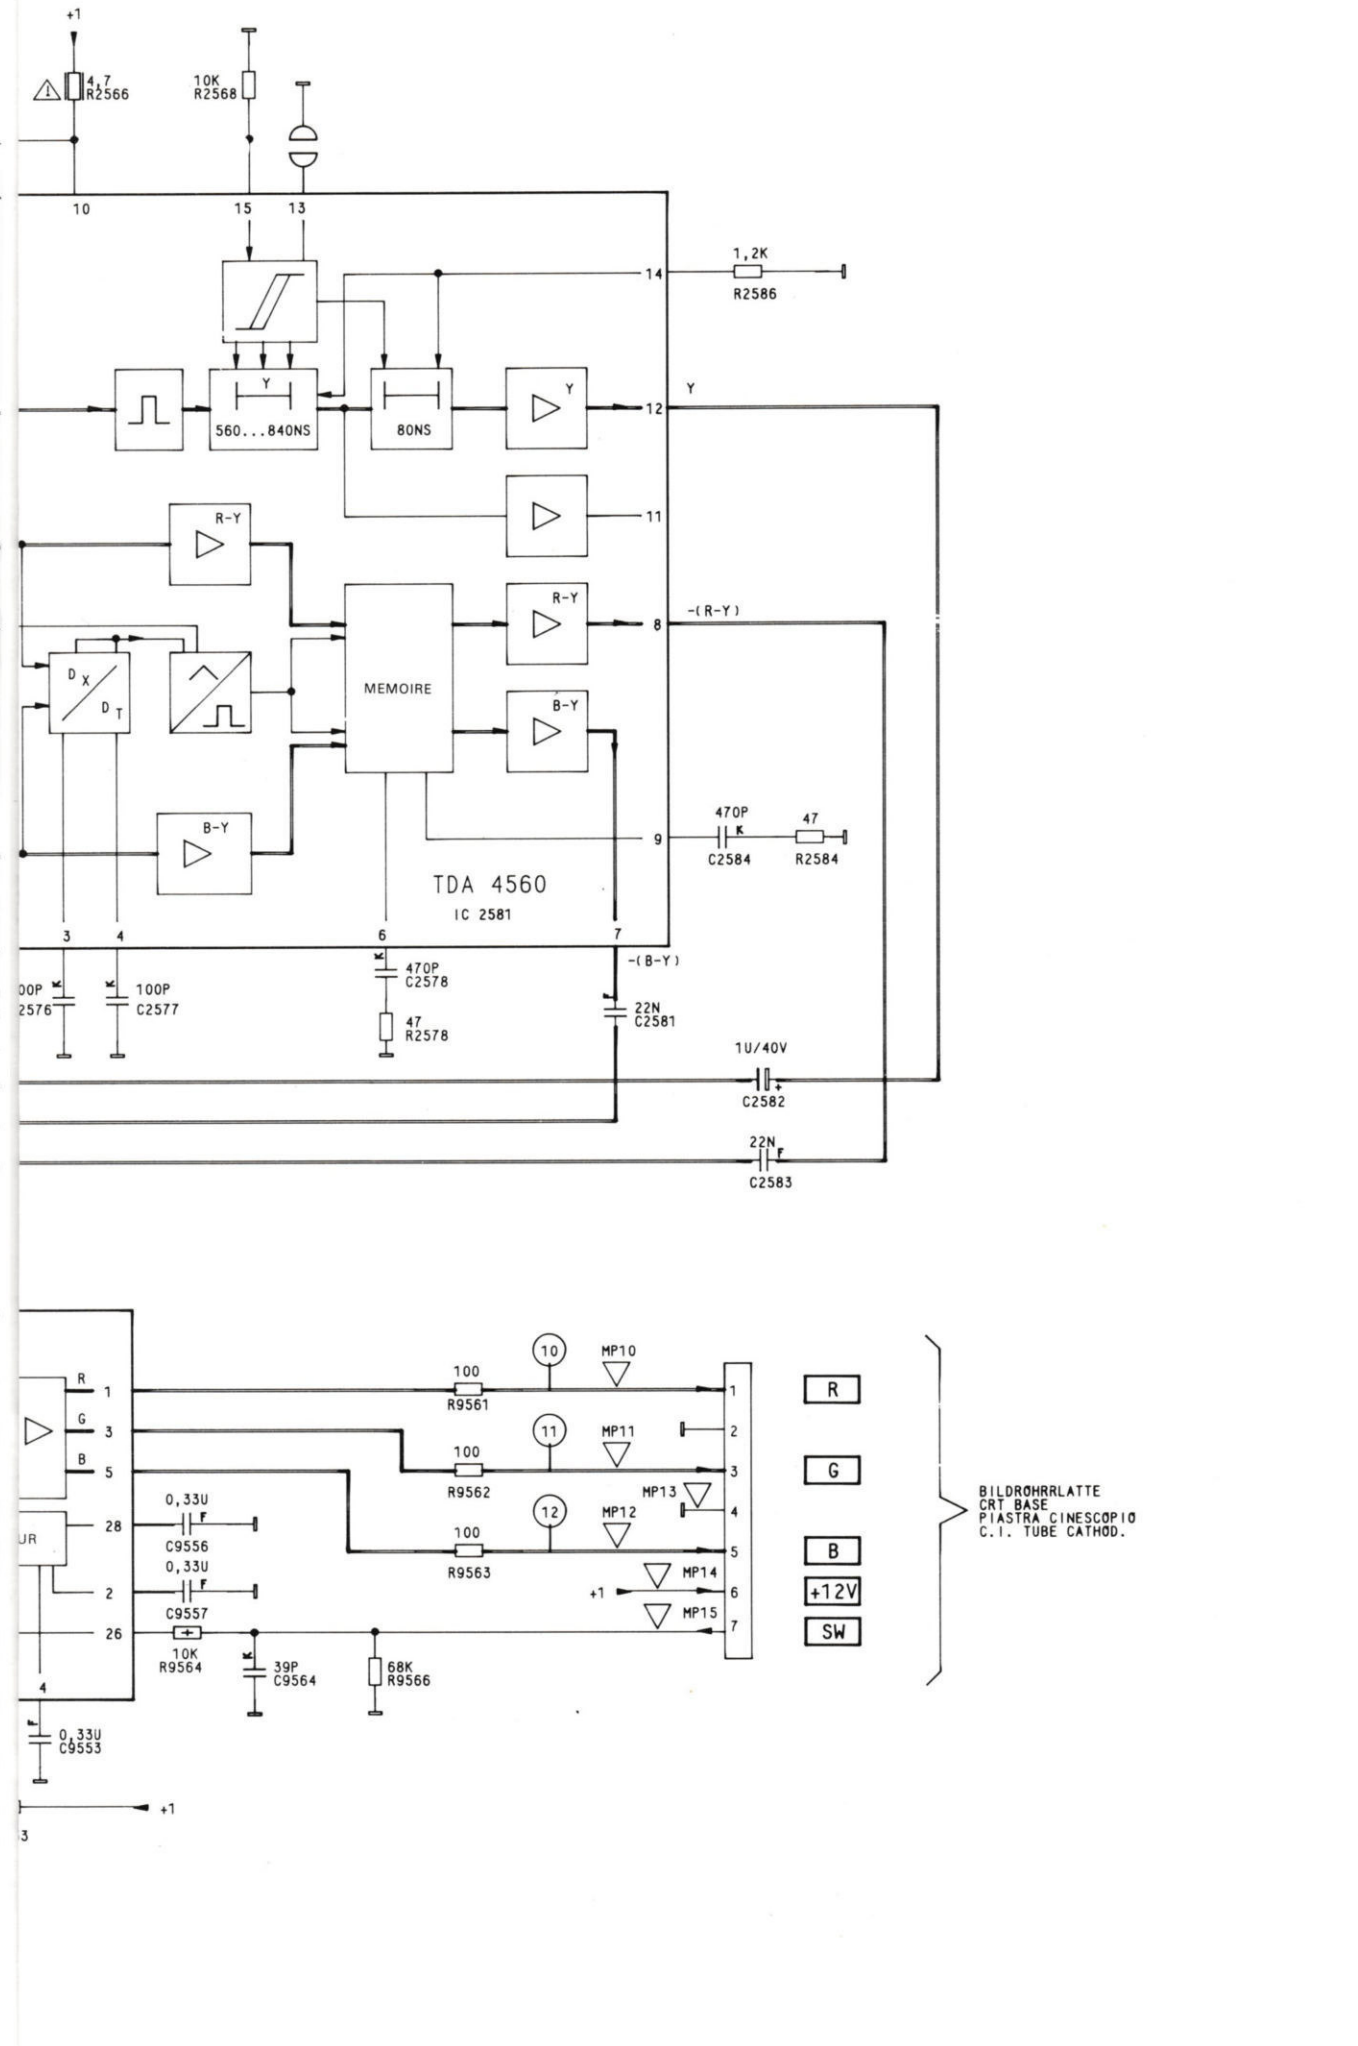 +1
4,7
R2566
10K
R2568
10
15
13
14
1,2K
R2586
Y
560...840NS
80NS
Y
12
Y
11
R-Y
R-Y
8
-(R-Y)
D X
D T
MEMOIRE
B-Y
B-Y
9
470P
K
C2584
47
R2584
TDA 4560
IC 2581
3
4
6
7
-(B-Y)
K
00P
2576
K
100P
C2577
K
470P
C2578
47
R2578
F
22N
C2581
1U/40V
+
C2582
22N
F
C2583
R
1
G
3
B
5
100
R9561
10
MP10
1
R
2
100
R9562
11
MP11
3
G
MP13
4
100
R9563
12
MP12
5
B
BILDRÖHRRLATTE
CRT BASE
PIASTRA CINESCOPIO
C.I. TUBE CATHOD.
UR
28
0,33U
F
C9556
2
0,33U
F
C9557
+1
MP14
6
+12V
MP15
7
SW
26
+
10K
R9564
K
39P
C9564
68K
R9566
4
F
0,33U
C9553
+1
3